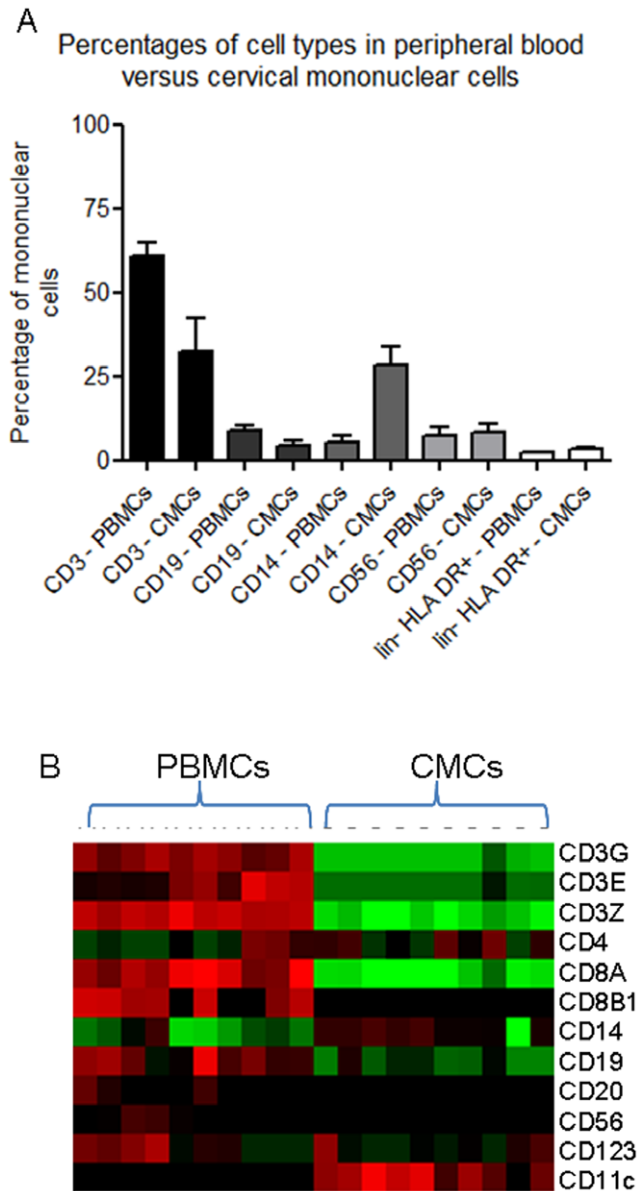 A
Percentages of cell types in peripheral blood
versus cervical mononuclear cells
Percentage of mononuclear
cells
100
75
50
25
0
CD3 - PBMCs
CD3 - CMCs
CD19 - PBMCs
CD19 - CMCs
CD14 - PBMCs
CD14 - CMCs
CD56 - PBMCs
CD56 - CMCs
lin- HLA DR+ - PBMCs
lin- HLA DR+ - CMCs
B
PBMCs
CMCs
CD3G
CD3E
CD3Z
CD4
CD8A
CD8B1
CD14
CD19
CD20
CD56
CD123
CD11c